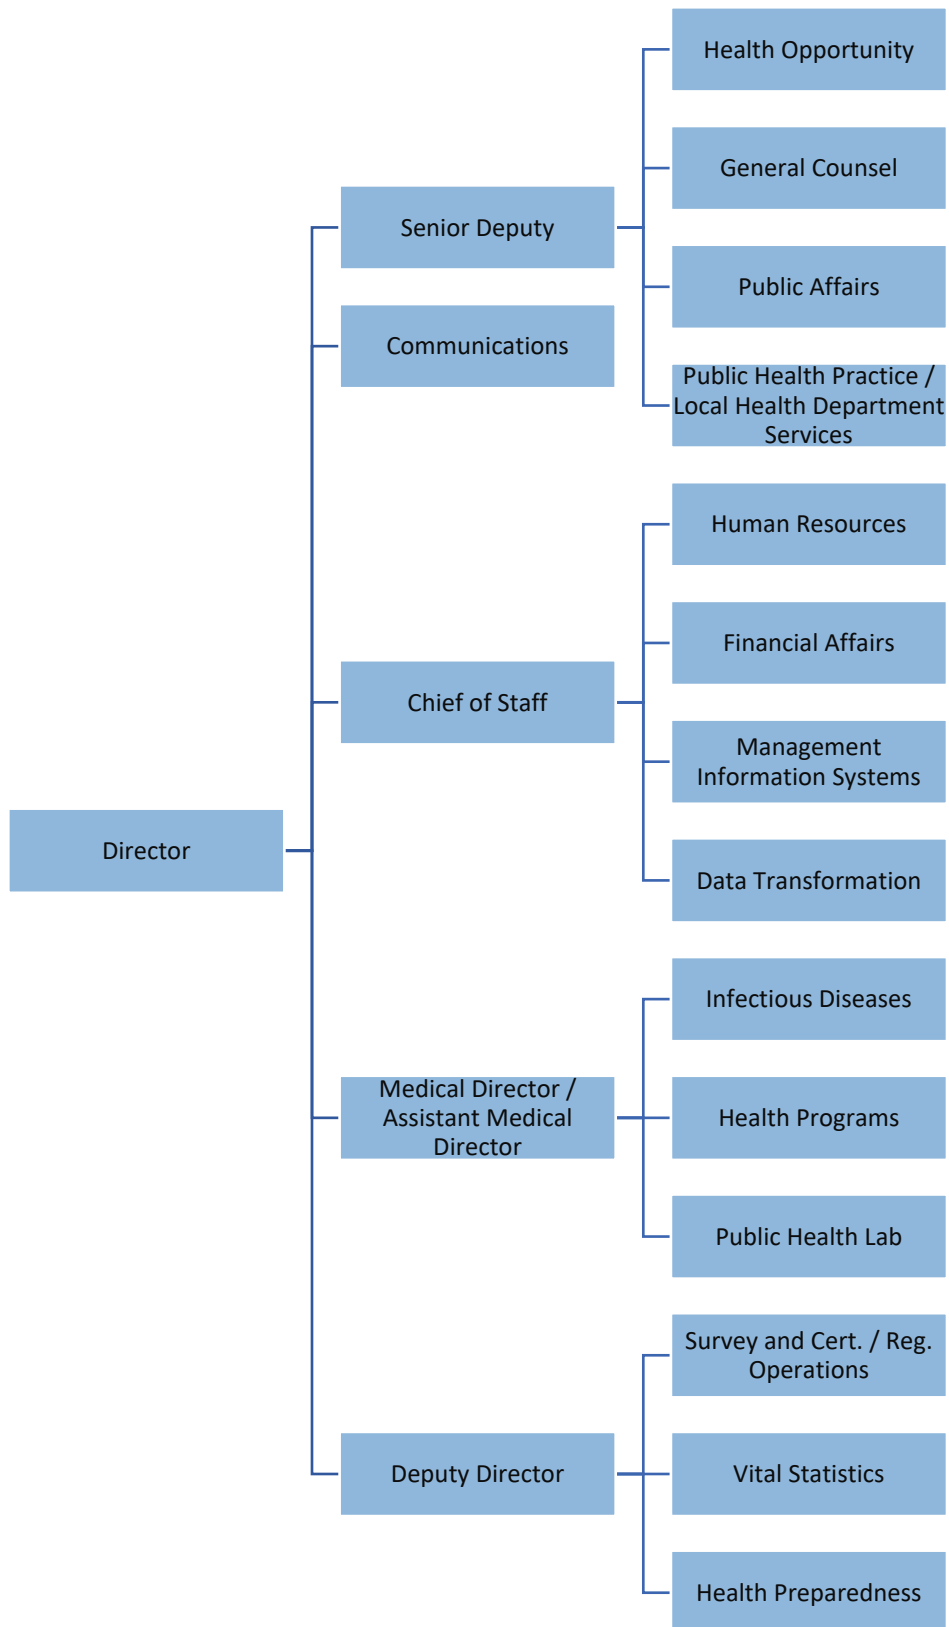 Director
Senior Deputy
Health Opportunity
General Counsel
Public Affairs
Public Health Practice /
Local Health Department
Services
Communications
Chief of Staff
Human Resources
Financial Affairs
Management
Information Systems
Data Transformation
Medical Director /
Assistant Medical
Director
Infectious Diseases
Health Programs
Public Health Lab
Deputy Director
Survey and Cert. / Reg.
Operations
Vital Statistics
Health Preparedness